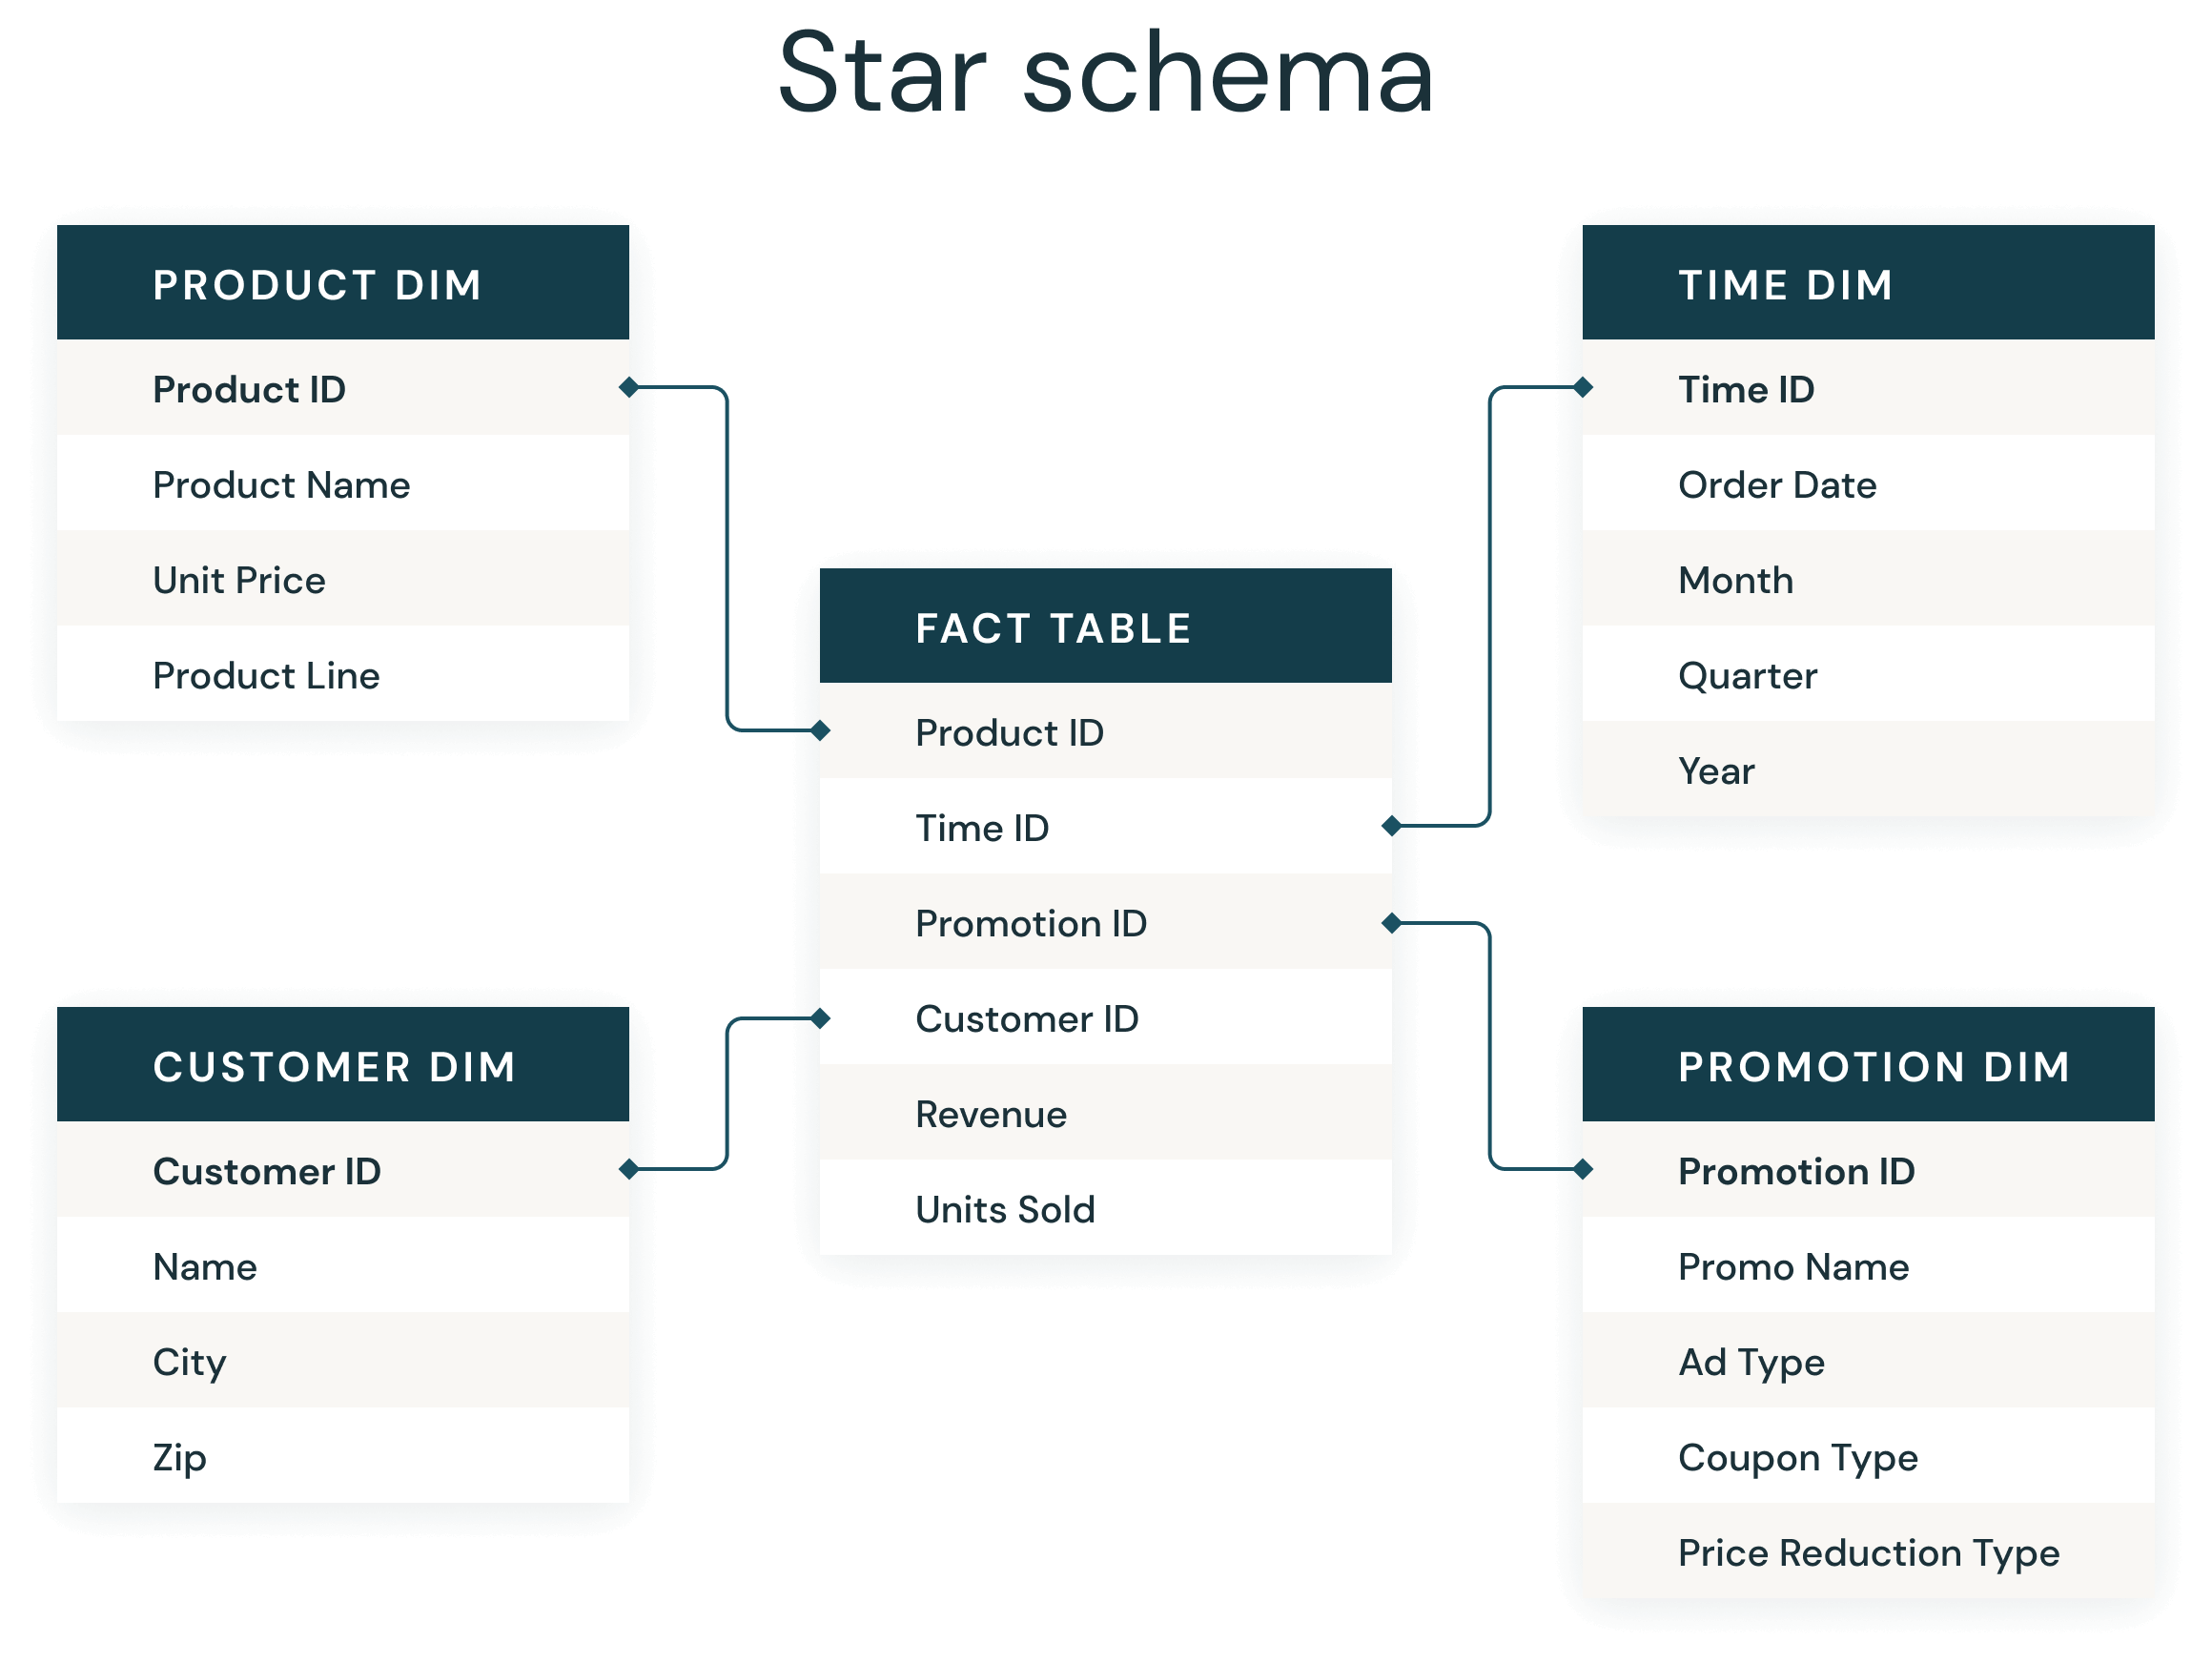 Star schema
PRODUCT DIM
Product ID
Product Name
Unit Price
Product Line
TIME DIM
Time ID
Order Date
Month
Quarter
Year
FACT TABLE
Product ID
Time ID
Promotion ID
Customer ID
Revenue
Units Sold
CUSTOMER DIM
Customer ID
Name
City
Zip
PROMOTION DIM
Promotion ID
Promo Name
Ad Type
Coupon Type
Price Reduction Type